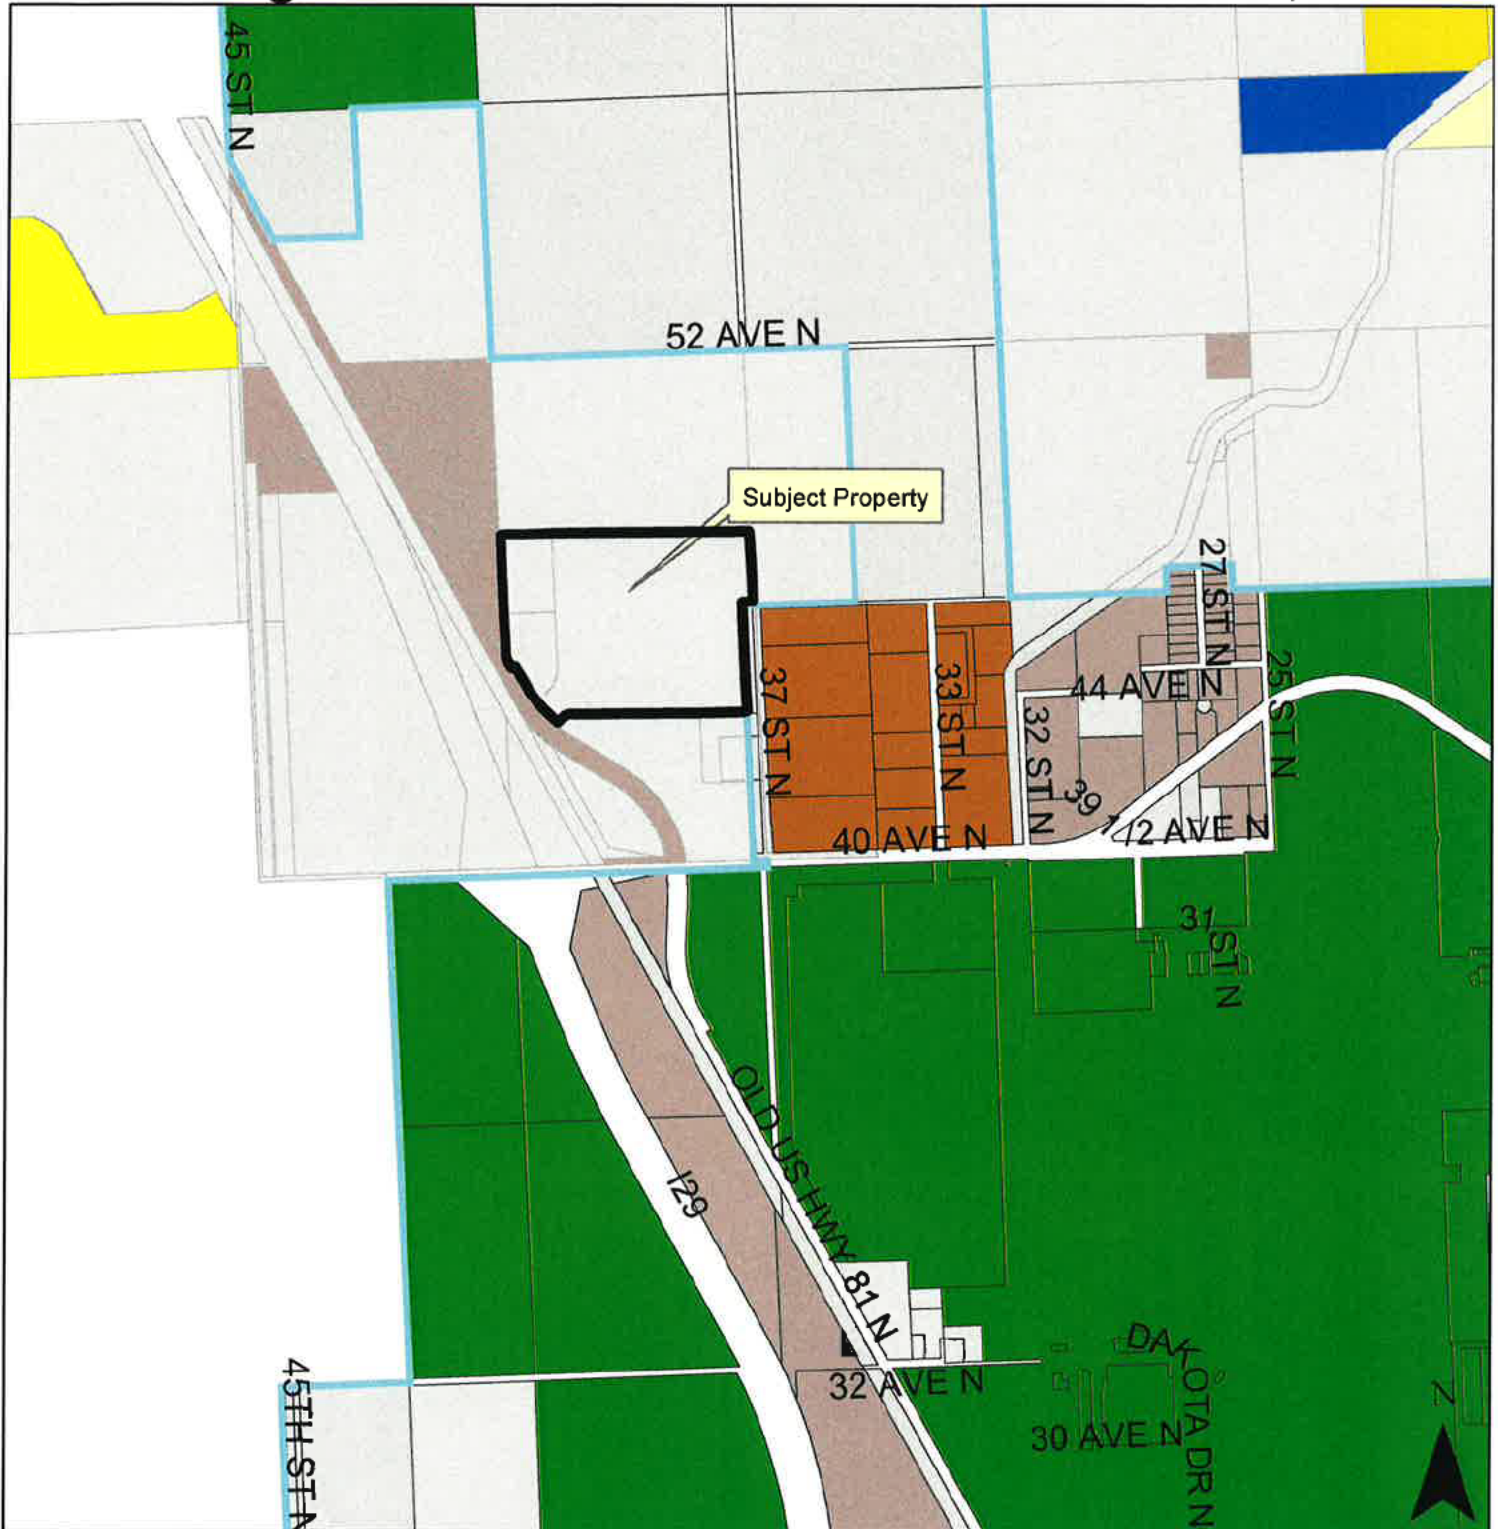 45 ST N
52 AVE N
Subject Property
27 ST N
25 ST N
44 AVE N
37 ST N
33 ST N
32 ST N
39 1/2 AVE N
40 AVE N
31 ST N
OLD US HWY 81 N
I29
DAKOTA DR N
32 AVE N
30 AVE N
45TH ST N
N